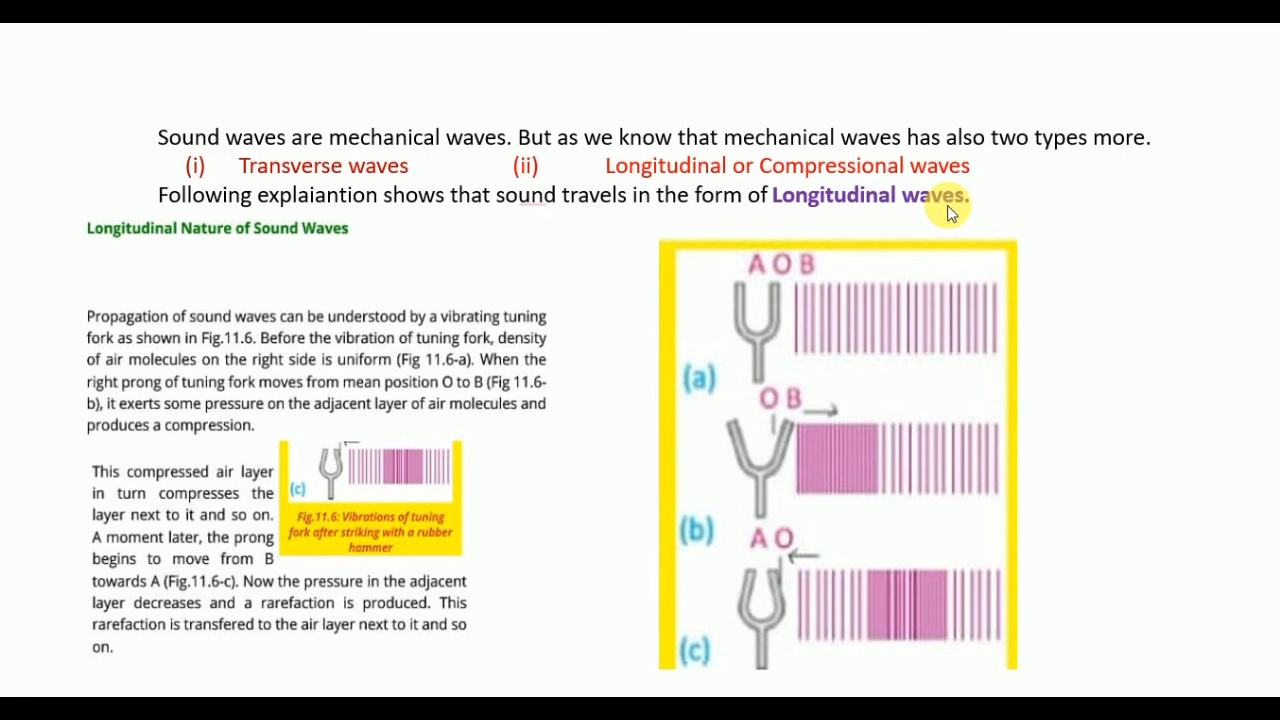 Sound waves are mechanical waves. But as we know that mechanical waves has also two types more.
(i) Transverse waves (ii) Longitudinal or Compressional waves
Following explaiantion shows that sound travels in the form of Longitudinal waves.
Longitudinal Nature of Sound Waves
Propagation of sound waves can be understood by a vibrating tuning
fork as shown in Fig.11.6. Before the vibration of tuning fork, density
of air molecules on the right side is uniform (Fig 11.6-a). When the
right prong of tuning fork moves from mean position O to B (Fig 11.6-
b), it exerts some pressure on the adjacent layer of air molecules and
produces a compression.
This compressed air layer
in turn compresses the
layer next to it and so on.
A moment later, the prong
begins to move from B
towards A (Fig.11.6-c). Now the pressure in the adjacent
layer decreases and a rarefaction is produced. This
rarefaction is transfered to the air layer next to it and so
on.
(c)
Fig.11.6: Vibrations of tuning
fork after striking with a rubber
hammer
A O B
(a)
O B
(b)
A O
(c)